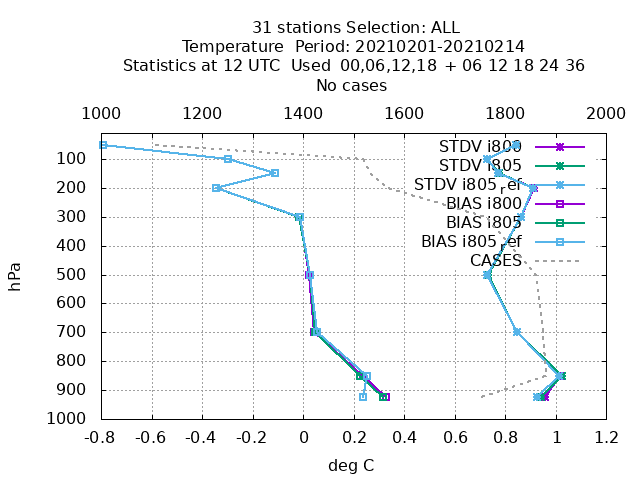 31 stations Selection: ALL
Temperature  Period: 20210201-20210214
Statistics at 12 UTC  Used  00,06,12,18  + 06 12 18 24 36
No cases
1000 1200 1400 1600 1800 2000
STDV i800
100
STDV i805
STDV i805_ref
200
BIAS i800
300
BIAS i805
400
BIAS i805_ref
CASES
500
600
700
800
900
1000
hPa
-0.8 -0.6 -0.4 -0.2 0 0.2 0.4 0.6 0.8 1 1.2
deg C